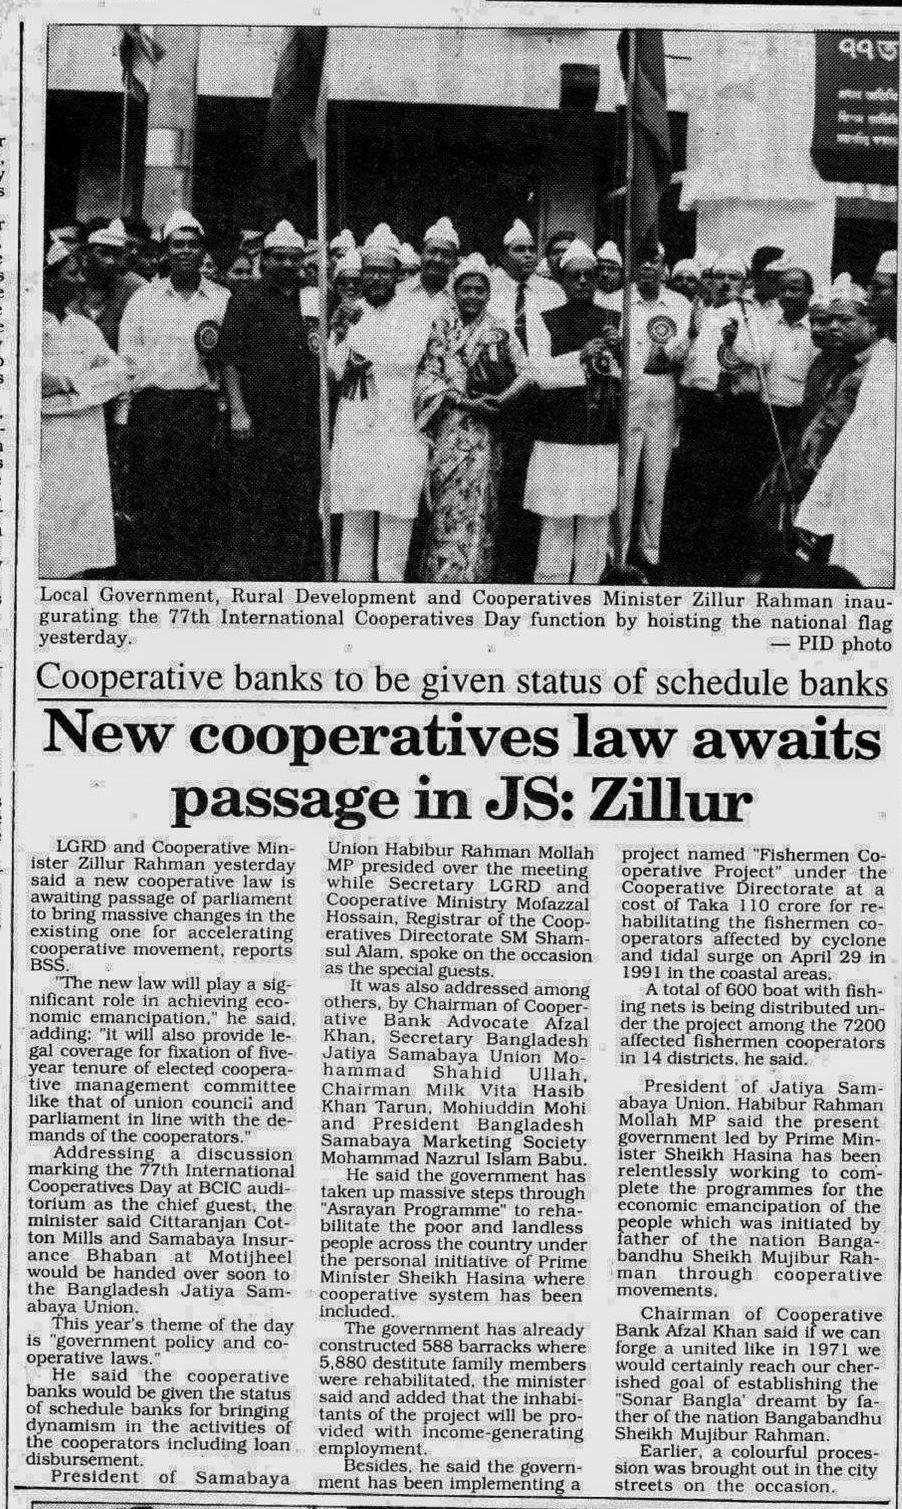 ৭৭ত
Local Government, Rural Development and Cooperatives Minister Zillur Rahman inau-
gurating the 77th International Cooperatives Day function by hoisting the national flag
yesterday. — PID photo
Cooperative banks to be given status of schedule banks
New cooperatives law awaits
passage in JS: Zillur
LGRD and Cooperative Min-
ister Zillur Rahman yesterday
said a new cooperative law is
awaiting passage of parliament
to bring massive changes in the
existing one for accelerating
cooperative movement, reports
BSS.
"The new law will play a sig-
nificant role in achieving eco-
nomic emancipation," he said,
adding: "it will also provide le-
gal coverage for fixation of five-
year tenure of elected coopera-
tive management committee
like that of union council and
parliament in line with the de-
mands of the cooperators."
Addressing a discussion
marking the 77th International
Cooperatives Day at BCIC audi-
torium as the chief guest, the
minister said Cittaranjan Cot-
ton Mills and Samabaya Insur-
ance Bhaban at Motijheel
would be handed over soon to
the Bangladesh Jatiya Sam-
abaya Union.
This year's theme of the day
is "government policy and co-
operative laws."
He said the cooperative
banks would be given the status
of schedule banks for bringing
dynamism in the activities of
the cooperators including loan
disbursement.
President of Samabaya
Union Habibur Rahman Mollah
MP presided over the meeting
while Secretary LGRD and
Cooperative Ministry Mofazzal
Hossain, Registrar of the Coop-
eratives Directorate SM Sham-
sul Alam, spoke on the occasion
as the special guests.
It was also addressed among
others, by Chairman of Cooper-
ative Bank Advocate Afzal
Khan, Secretary Bangladesh
Jatiya Samabaya Union Mo-
hammad Shahid Ullah,
Chairman Milk Vita Hasib
Khan Tarun, Mohiuddin Mohi
and President Bangladesh
Samabaya Marketing Society
Mohammad Nazrul Islam Babu.
He said the government has
taken up massive steps through
"Asrayan Programme" to reha-
bilitate the poor and landless
people across the country under
the personal initiative of Prime
Minister Sheikh Hasina where
cooperative system has been
included.
The government has already
constructed 588 barracks where
5,880 destitute family members
were rehabilitated, the minister
said and added that the inhabi-
tants of the project will be pro-
vided with income-generating
employment.
Besides, he said the govern-
ment has been implementing a
project named "Fishermen Co-
operative Project" under the
Cooperative Directorate at a
cost of Taka 110 crore for re-
habilitating the fishermen co-
operators affected by cyclone
and tidal surge on April 29 in
1991 in the coastal areas.
A total of 600 boat with fish-
ing nets is being distributed un-
der the project among the 7200
affected fishermen cooperators
in 14 districts, he said.
President of Jatiya Sam-
abaya Union, Habibur Rahman
Mollah MP said the present
government led by Prime Min-
ister Sheikh Hasina has been
relentlessly working to com-
plete the programmes for the
economic emancipation of the
people which was initiated by
father of the nation Banga-
bandhu Sheikh Mujibur Rah-
man through cooperative
movements.
Chairman of Cooperative
Bank Afzal Khan said if we can
forge a united like in 1971 we
would certainly reach our cher-
ished goal of establishing the
"Sonar Bangla' dreamt by fa-
ther of the nation Bangabandhu
Sheikh Mujibur Rahman.
Earlier, a colourful proces-
sion was brought out in the city
streets on the occasion.